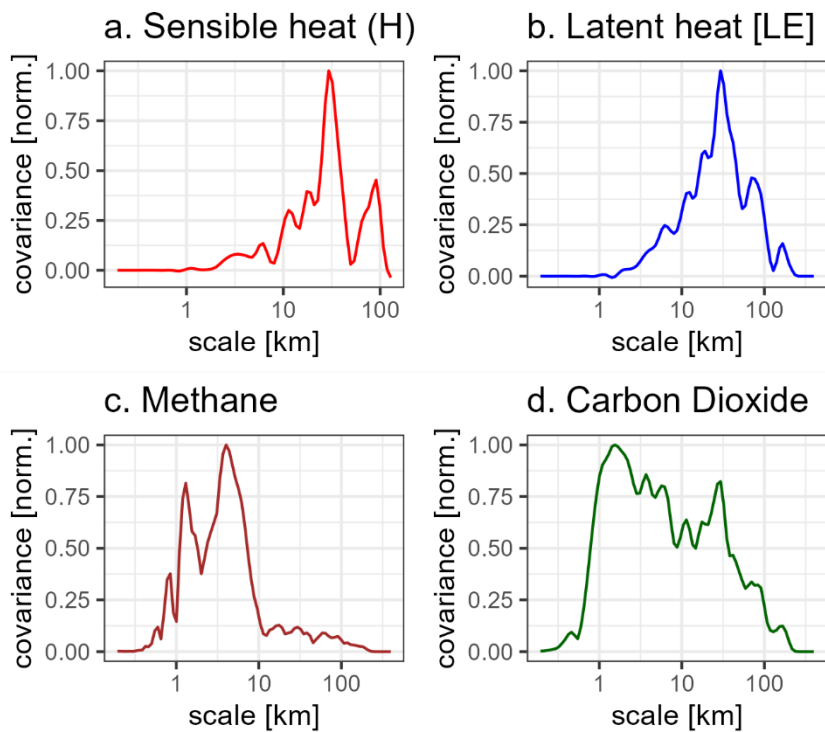 a. Sensible heat (H)
covariance [norm.]
1.00
0.75
0.50
0.25
0.00
1 10 100
scale [km]
b. Latent heat [LE]
covariance [norm.]
1.00
0.75
0.50
0.25
0.00
1 10 100
scale [km]
c. Methane
covariance [norm.]
1.00
0.75
0.50
0.25
0.00
1 10 100
scale [km]
d. Carbon Dioxide
covariance [norm.]
1.00
0.75
0.50
0.25
0.00
1 10 100
scale [km]